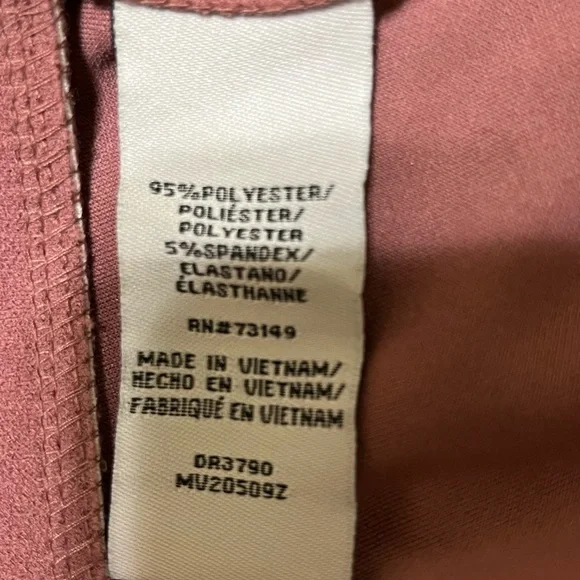 95%POLYESTER/
POLIÉSTER/
POLYESTER
5%SPANDEX/
ELASTANO/
ÉLASTHANNE
RN#73149
MADE IN VIETNAM/
HECHO EN VIETNAM/
FABRIQUÉ EN VIETNAM
DR3790
MV20509Z